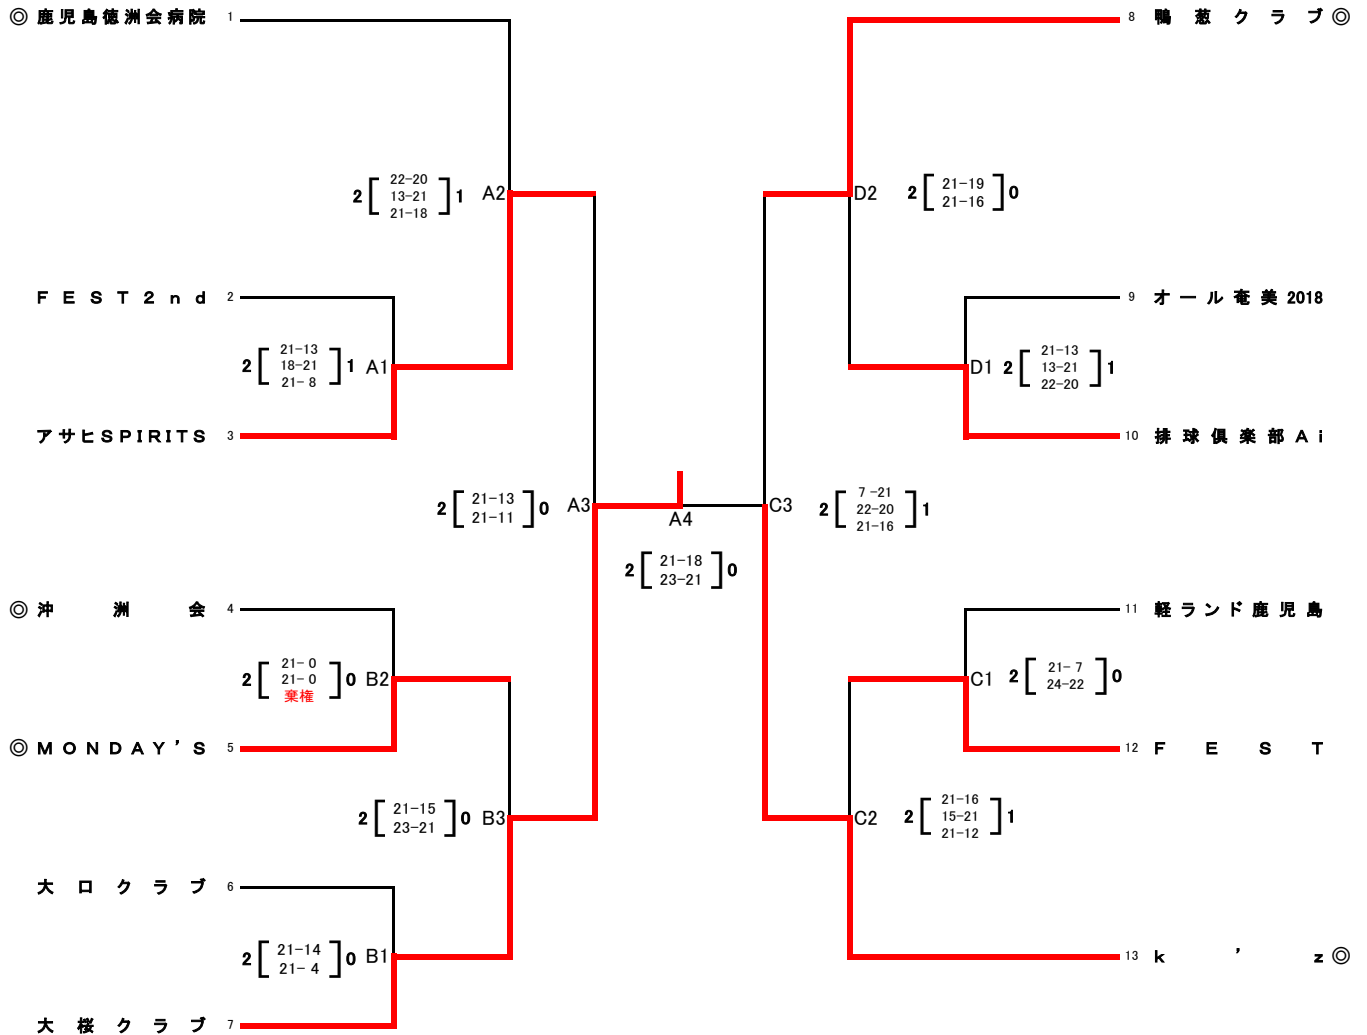 ◎ 鹿児島徳洲会病院 1
8 鴨葱クラブ ◎
22-20
2 [ 13-21 ] 1 A2
21-18
D2 2 [ 21-19 21-16 ] 0
FEST2nd 2
9 オール奄美2018
21-13
2 [ 18-21 ] 1 A1
21- 8
21-13
D1 2 [ 13-21 ] 1
22-20
アサヒSPIRITS 3
10 排球倶楽部Ai
2 [ 21-13 21-11 ] 0 A3
A4
7 -21
C3 2 [ 22-20 ] 1
21-16
2 [ 21-18 23-21 ] 0
◎ 沖洲会 4
11 軽ランド鹿児島
21- 0
2 [ 21- 0 ] 0 B2
棄権
C1 2 [ 21- 7 24-22 ] 0
◎ MONDAY'S 5
12 FEST
2 [ 21-15 23-21 ] 0 B3
21-16
C2 2 [ 15-21 ] 1
21-12
大口クラブ 6
2 [ 21-14 21- 4 ] 0 B1
13 k'z ◎
大桜クラブ 7